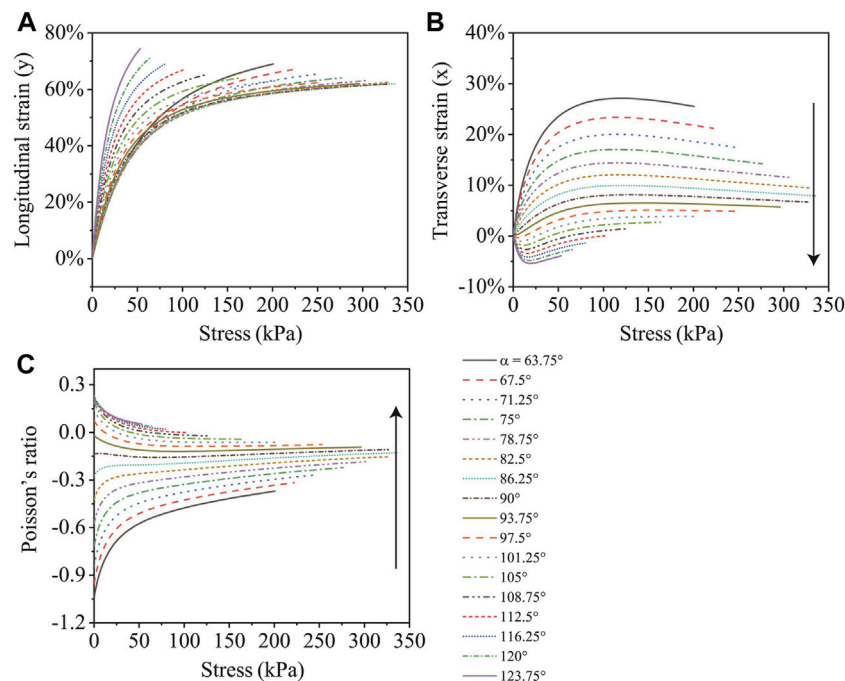 A
80%
60%
40%
20%
0%
Longitudinal strain (y)
0 50 100 150 200 250 300 350
Stress (kPa)
B
40%
30%
20%
10%
0%
-10%
Transverse strain (x)
0 50 100 150 200 250 300 350
Stress (kPa)
C
0.3
0.0
-0.3
-0.6
-0.9
-1.2
Poisson's ratio
0 50 100 150 200 250 300 350
Stress (kPa)
α = 63.75°
67.5°
71.25°
75°
78.75°
82.5°
86.25°
90°
93.75°
97.5°
101.25°
105°
108.75°
112.5°
116.25°
120°
123.75°